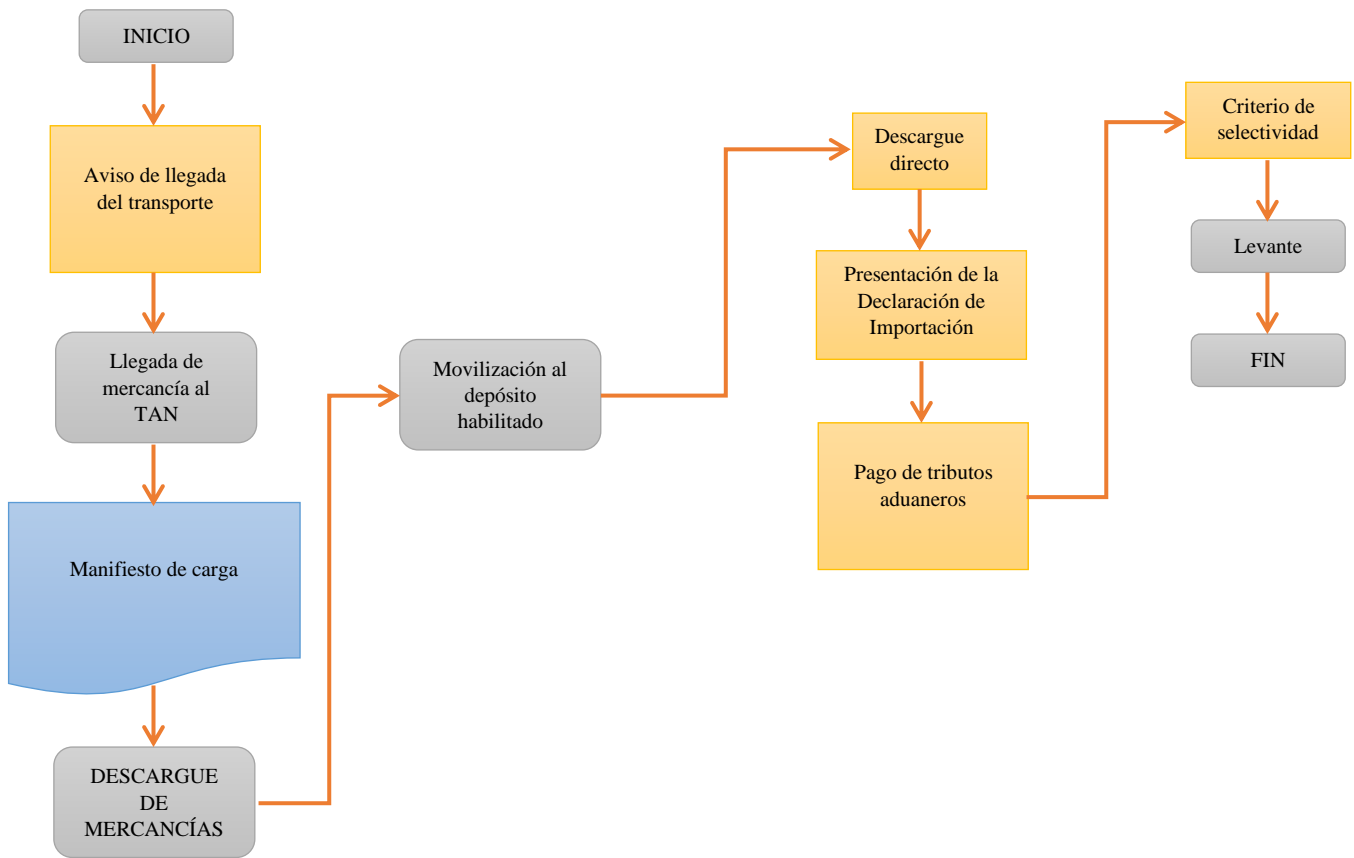 INICIO
Aviso de llegada
del transporte
Llegada de
mercancía al
TAN
Manifiesto de carga
DESCARGUE
DE
MERCANCÍAS
Movilización al
depósito
habilitado
Descargue
directo
Presentación de la
Declaración de
Importación
Pago de tributos
aduaneros
Criterio de
selectividad
Levante
FIN